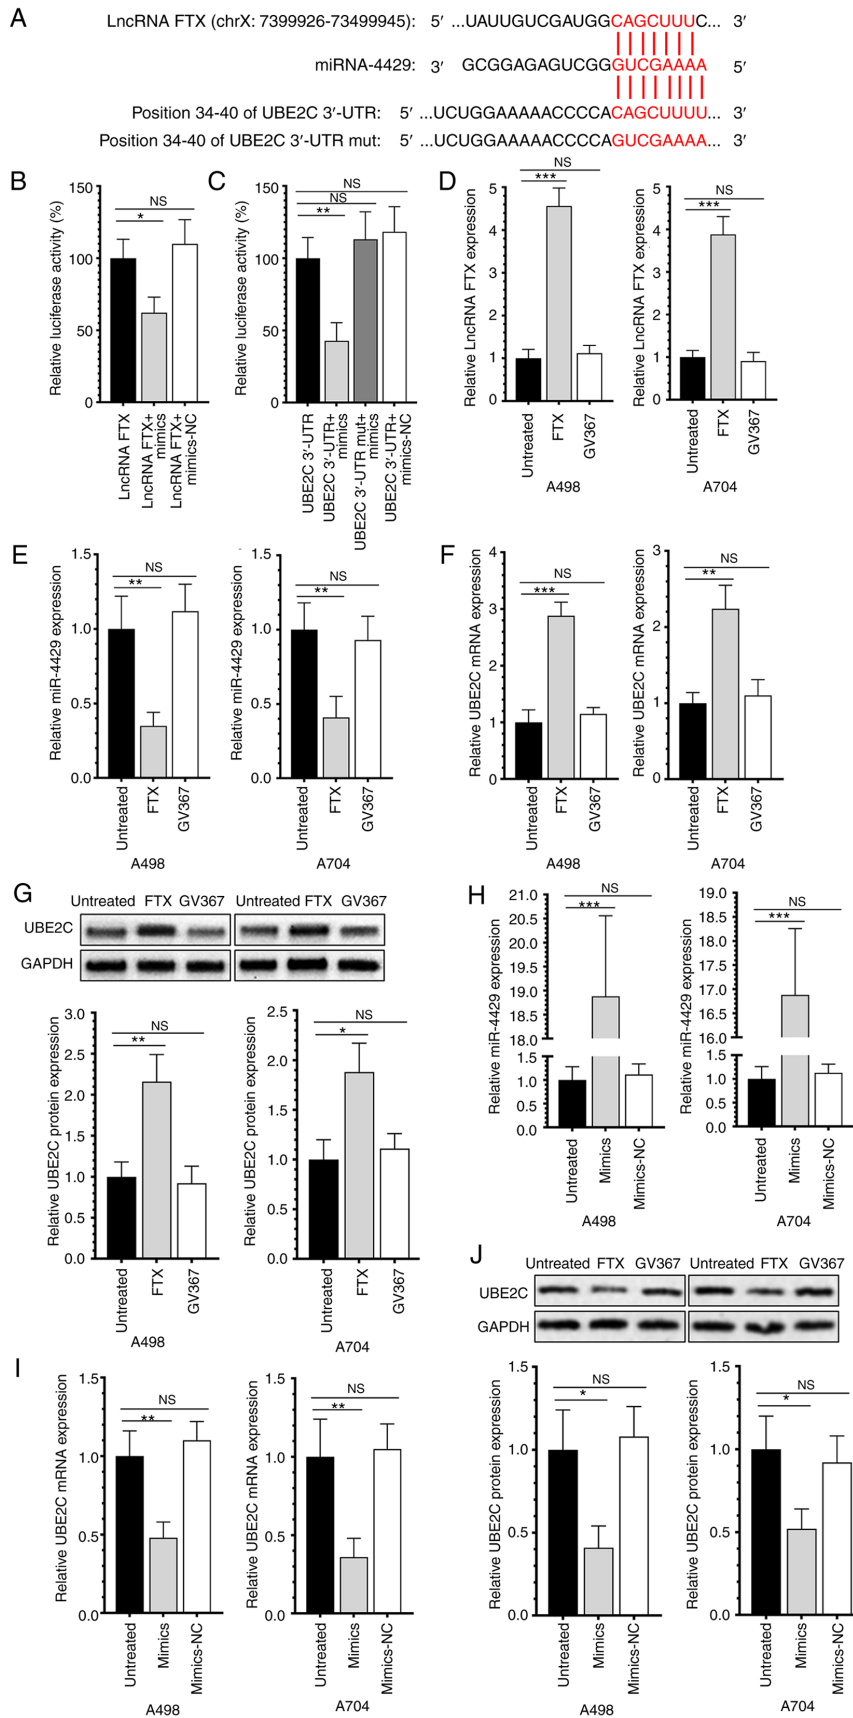 A
LncRNA FTX (chrX: 7399926-73499945): 5′ ...UAUUGUCGAUGGCAGCUUUC... 3′
miRNA-4429: 3′ GCGGAGAGUCGGGUCGAAAA 5′
Position 34-40 of UBE2C 3′-UTR: 5′ ...UCUGGAAAAACCCCACAGCUUUU... 3′
Position 34-40 of UBE2C 3′-UTR mut: 5′ ...UCUGGAAAAACCCCAGUCGAAAA... 3′
B
Relative luciferase activity (%)
150
100
50
0
NS
*
LncRNA FTX
LncRNA FTX+
mimics
LncRNA FTX+
mimics-NC
C
Relative luciferase activity (%)
150
100
50
0
NS
NS
**
UBE2C 3′-UTR
UBE2C 3′-UTR+
mimics
UBE2C 3′-UTR mut+
mimics
UBE2C 3′-UTR+
mimics-NC
D
Relative LncRNA FTX expression
5
4
3
2
1
0
NS
***
Untreated
FTX
GV367
A498
Relative LncRNA FTX expression
5
4
3
2
1
0
NS
***
Untreated
FTX
GV367
A704
E
Relative miR-4429 expression
1.5
1.0
0.5
0.0
NS
**
Untreated
FTX
GV367
A498
Relative miR-4429 expression
1.5
1.0
0.5
0.0
NS
**
Untreated
FTX
GV367
A704
F
Relative UBE2C mRNA expression
4
3
2
1
0
NS
***
Untreated
FTX
GV367
A498
Relative UBE2C mRNA expression
3
2
1
0
NS
**
Untreated
FTX
GV367
A704
G
Untreated FTX GV367 Untreated FTX GV367
UBE2C
GAPDH
Relative UBE2C protein expression
3.0
2.5
2.0
1.5
1.0
0.5
0.0
NS
**
Untreated
FTX
GV367
A498
Relative UBE2C protein expression
2.5
2.0
1.5
1.0
0.5
0.0
NS
*
Untreated
FTX
GV367
A704
H
Relative miR-4429 expression
21.0
20.5
20.0
19.5
19.0
18.5
18.0
1.5
1.0
0.5
0.0
NS
***
Untreated
Mimics
Mimics-NC
A498
Relative miR-4429 expression
19.0
18.5
18.0
17.5
17.0
16.5
16.0
1.5
1.0
0.5
0.0
NS
***
Untreated
Mimics
Mimics-NC
A704
I
Relative UBE2C mRNA expression
1.5
1.0
0.5
0.0
NS
**
Untreated
Mimics
Mimics-NC
A498
Relative UBE2C mRNA expression
1.5
1.0
0.5
0.0
NS
**
Untreated
Mimics
Mimics-NC
A704
J
Untreated FTX GV367 Untreated FTX GV367
UBE2C
GAPDH
Relative UBE2C protein expression
1.5
1.0
0.5
0.0
NS
*
Untreated
Mimics
Mimics-NC
A498
Relative UBE2C protein expression
1.5
1.0
0.5
0.0
NS
*
Untreated
Mimics
Mimics-NC
A704